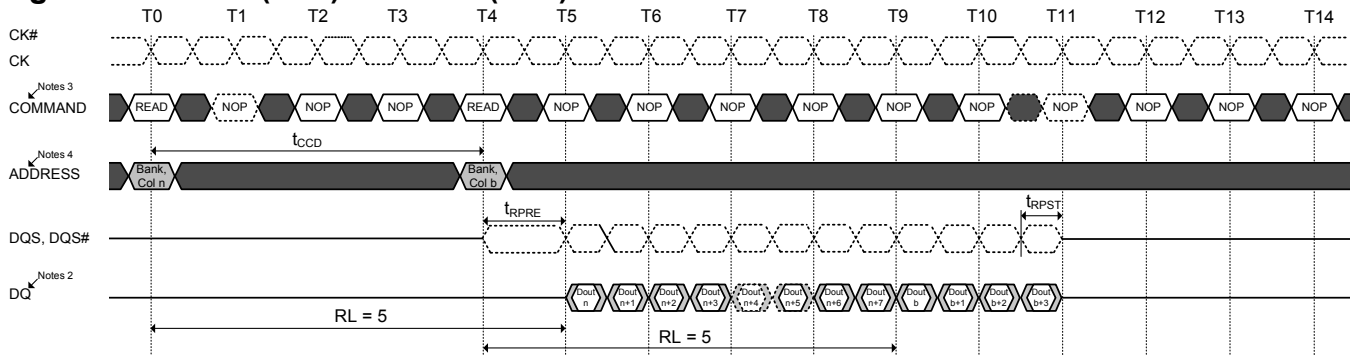 T0 T1 T2 T3 T4 T5 T6 T7 T8 T9 T10 T11 T12 T13 T14
CK#
CK
Notes 3
COMMAND
READ NOP NOP NOP READ NOP NOP NOP NOP NOP NOP NOP NOP NOP NOP
tCCD
Notes 4
ADDRESS
Bank, Col n
Bank, Col b
tRPRE
tRPST
DQS, DQS#
Notes 2
DQ
Dout n
Dout n+1
Dout n+2
Dout n+3
Dout n+4
Dout n+5
Dout n+6
Dout n+7
Dout b
Dout b+1
Dout b+2
Dout b+3
RL = 5
RL = 5